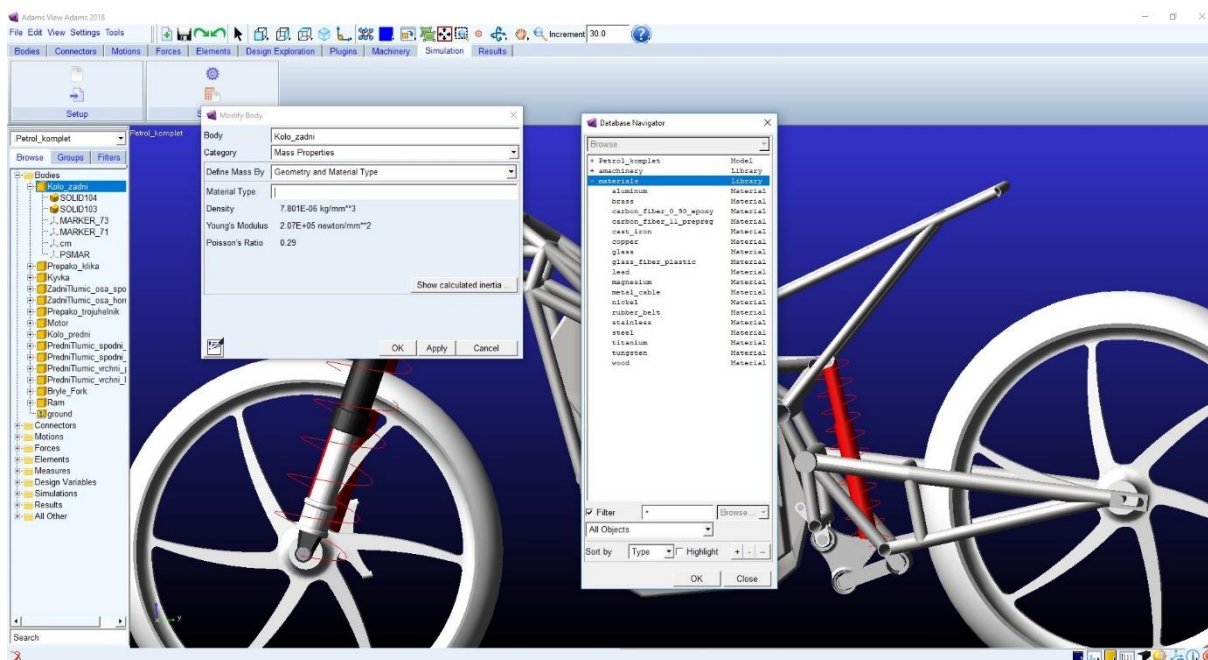 Adams View Adams 2018
File Edit View Settings Tools
Increment 30.0
Bodies Connectors Motions Forces Elements Design Exploration Plugins Machinery Simulation Results
Setup
Petrol_komplet
Petrol_komplet
Browse Groups Filters
Bodies
Kolo_zadni
SOLID104
SOLID103
MARKER_73
MARKER_71
cm
PSMAR
Prepako_klika
Kyvka
ZadniTlumic_osa_spo
ZadniTlumic_osa_horr
Prepako_trojuhelnik
Motor
Kolo_predni
PredniTlumic_spodni_
PredniTlumic_spodni_
PredniTlumic_vrchni_
PredniTlumic_vrchni_l
Bryle_Fork
Ram
ground
Connectors
Motions
Forces
Elements
Measures
Design Variables
Simulations
Results
All Other
Search
Modify Body
Body Kolo_zadni
Category Mass Properties
Define Mass By Geometry and Material Type
Material Type
Density 7.801E-06 kg/mm**3
Young's Modulus 2.07E+05 newton/mm**2
Poisson's Ratio 0.29
Show calculated inertia ...
OK Apply Cancel
Database Navigator
Browse
+ Petrol_komplet Model
+ amachinery Library
- materials Library
aluminum Material
brass Material
carbon_fiber_0_90_epoxy Material
carbon_fiber_ll_prepreg Material
cast_iron Material
copper Material
glass Material
glass_fiber_plastic Material
lead Material
magnesium Material
metal_cable Material
nickel Material
rubber_belt Material
stainless Material
steel Material
titanium Material
tungsten Material
wood Material
Filter * Browse...
All Objects
Sort by Type Highlight + - --
OK Close